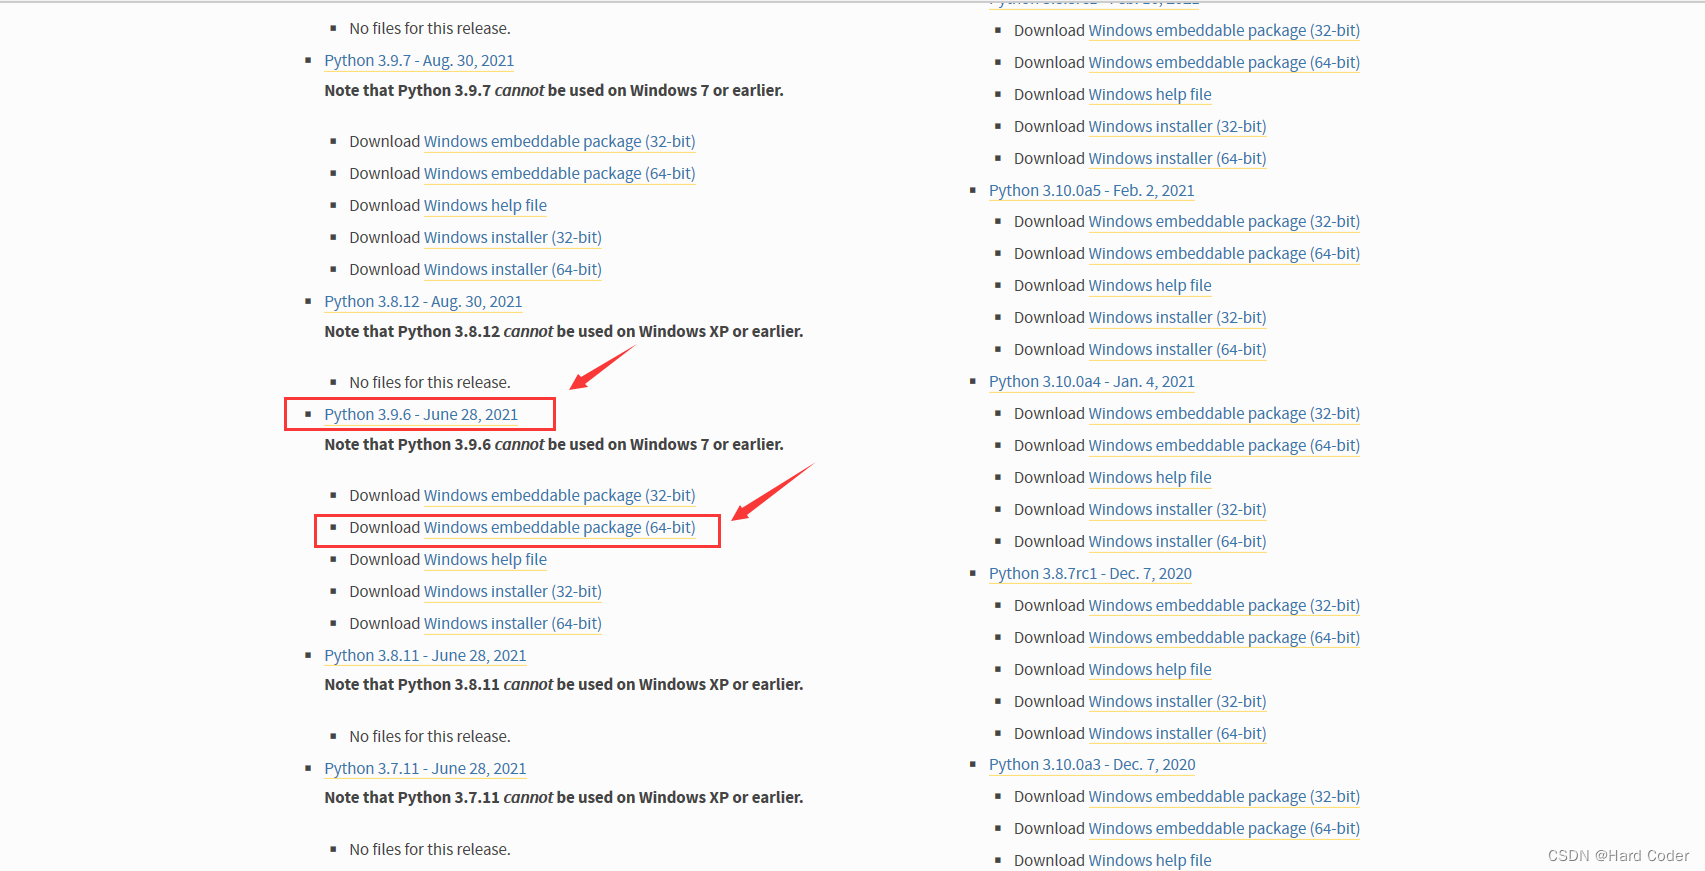 No files for this release.
Python 3.9.7 - Aug. 30, 2021
Note that Python 3.9.7 cannot be used on Windows 7 or earlier.
Download Windows embeddable package (32-bit)
Download Windows embeddable package (64-bit)
Download Windows help file
Download Windows installer (32-bit)
Download Windows installer (64-bit)
Python 3.8.12 - Aug. 30, 2021
Note that Python 3.8.12 cannot be used on Windows XP or earlier.
No files for this release.
Python 3.9.6 - June 28, 2021
Note that Python 3.9.6 cannot be used on Windows 7 or earlier.
Download Windows embeddable package (32-bit)
Download Windows embeddable package (64-bit)
Download Windows help file
Download Windows installer (32-bit)
Download Windows installer (64-bit)
Python 3.8.11 - June 28, 2021
Note that Python 3.8.11 cannot be used on Windows XP or earlier.
No files for this release.
Python 3.7.11 - June 28, 2021
Note that Python 3.7.11 cannot be used on Windows XP or earlier.
No files for this release.
Download Windows embeddable package (32-bit)
Download Windows embeddable package (64-bit)
Download Windows help file
Download Windows installer (32-bit)
Download Windows installer (64-bit)
Python 3.10.0a5 - Feb. 2, 2021
Download Windows embeddable package (32-bit)
Download Windows embeddable package (64-bit)
Download Windows help file
Download Windows installer (32-bit)
Download Windows installer (64-bit)
Python 3.10.0a4 - Jan. 4, 2021
Download Windows embeddable package (32-bit)
Download Windows embeddable package (64-bit)
Download Windows help file
Download Windows installer (32-bit)
Download Windows installer (64-bit)
Python 3.8.7rc1 - Dec. 7, 2020
Download Windows embeddable package (32-bit)
Download Windows embeddable package (64-bit)
Download Windows help file
Download Windows installer (32-bit)
Download Windows installer (64-bit)
Python 3.10.0a3 - Dec. 7, 2020
Download Windows embeddable package (32-bit)
Download Windows embeddable package (64-bit)
Download Windows help file
CSDN @Hard Coder